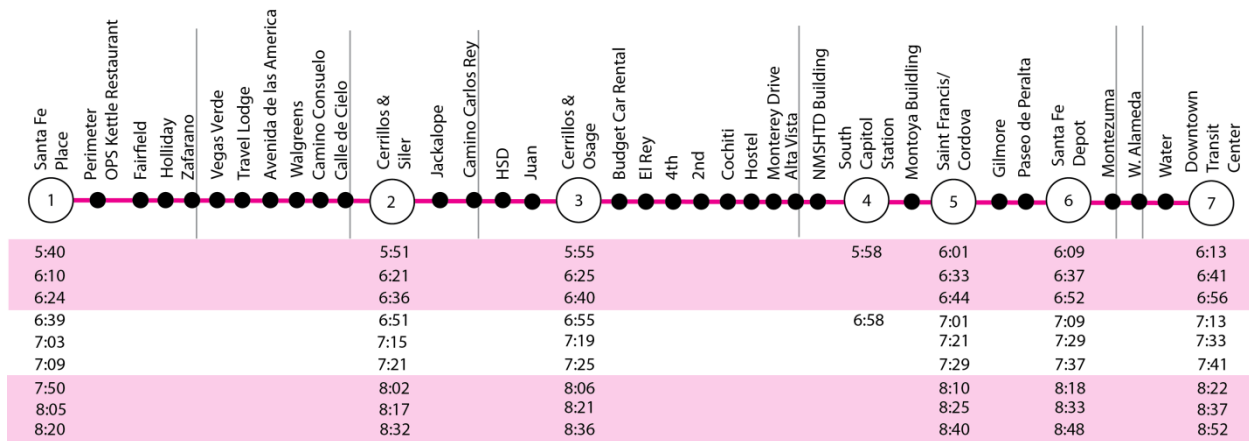 Santa Fe
Place
Perimeter
OPS Kettle Restaurant
Fairfield
Holliday
Zafarano
Vegas Verde
Travel Lodge
Avenida de las America
Walgreens
Camino Consuelo
Calle de Cielo
Cerrillos &
Siler
Jackalope
Camino Carlos Rey
HSD
Juan
Cerrillos &
Osage
Budget Car Rental
El Rey
4th
2nd
Cochiti
Hostel
Monterey Drive
Alta Vista
NMSHTD Building
South
Capitol
Station
Montoya Buildling
Saint Francis/
Cordova
Gilmore
Paseo de Peralta
Santa Fe
Depot
Montezuma
W. Alameda
Water
Downtown
Transit
Center
1 2 3 4 5 6 7
5:40 5:51 5:55 5:58 6:01 6:09 6:13
6:10 6:21 6:25 6:33 6:37 6:41
6:24 6:36 6:40 6:44 6:52 6:56
6:39 6:51 6:55 6:58 7:01 7:09 7:13
7:03 7:15 7:19 7:21 7:29 7:33
7:09 7:21 7:25 7:29 7:37 7:41
7:50 8:02 8:06 8:10 8:18 8:22
8:05 8:17 8:21 8:25 8:33 8:37
8:20 8:32 8:36 8:40 8:48 8:52